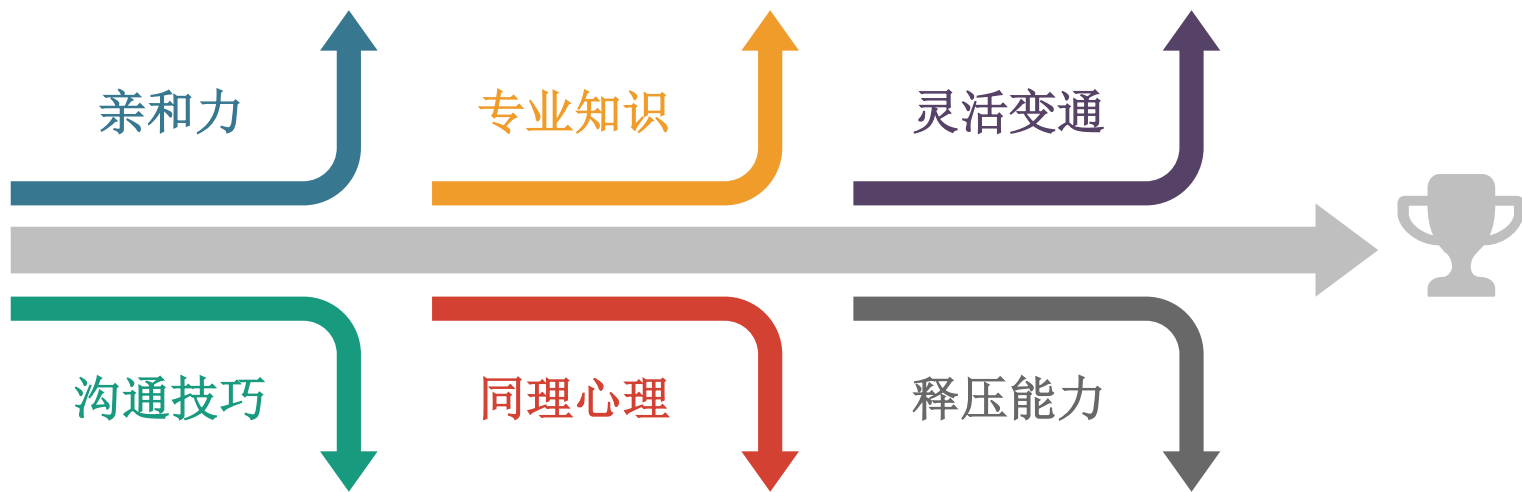 亲和力
专业知识
灵活变通
沟通技巧
同理心理
释压能力